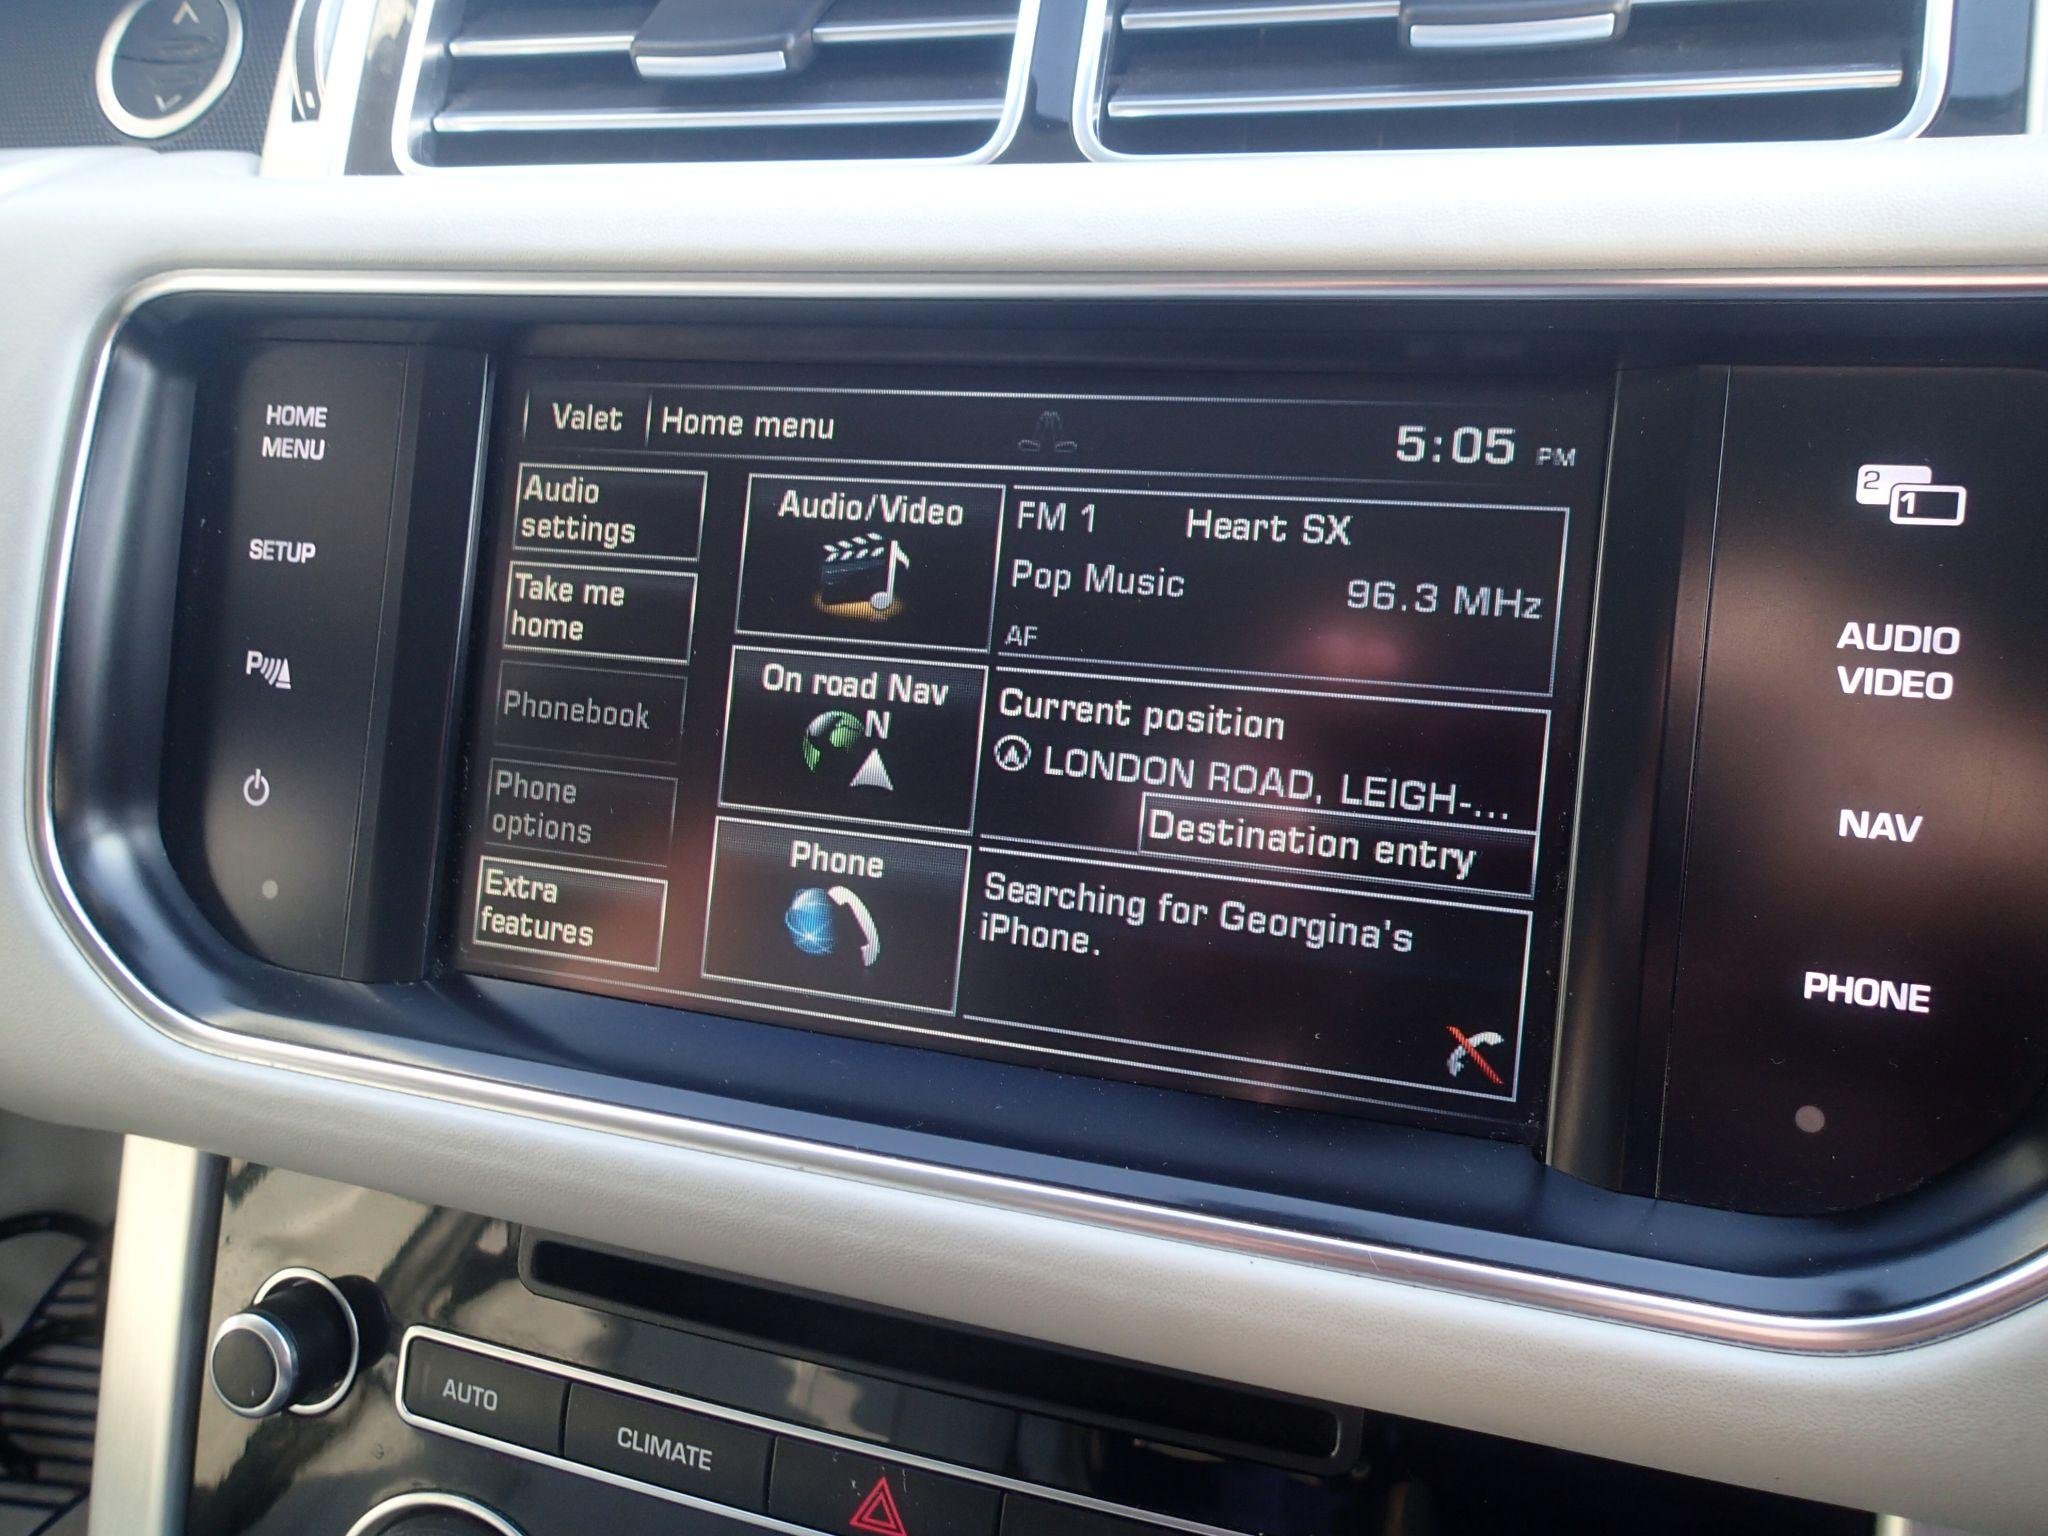 HOME
MENU
SETUP
P
Valet
Home menu
5:05 PM
Audio
settings
Take me
home
Phonebook
Phone
options
Extra
features
Audio/Video
On road Nav
N
Phone
FM 1 Heart SX
Pop Music 96.3 MHz
AF
Current position
LONDON ROAD, LEIGH-...
Destination entry
Searching for Georgina's
iPhone.
2
1
AUDIO
VIDEO
NAV
PHONE
AUTO
CLIMATE